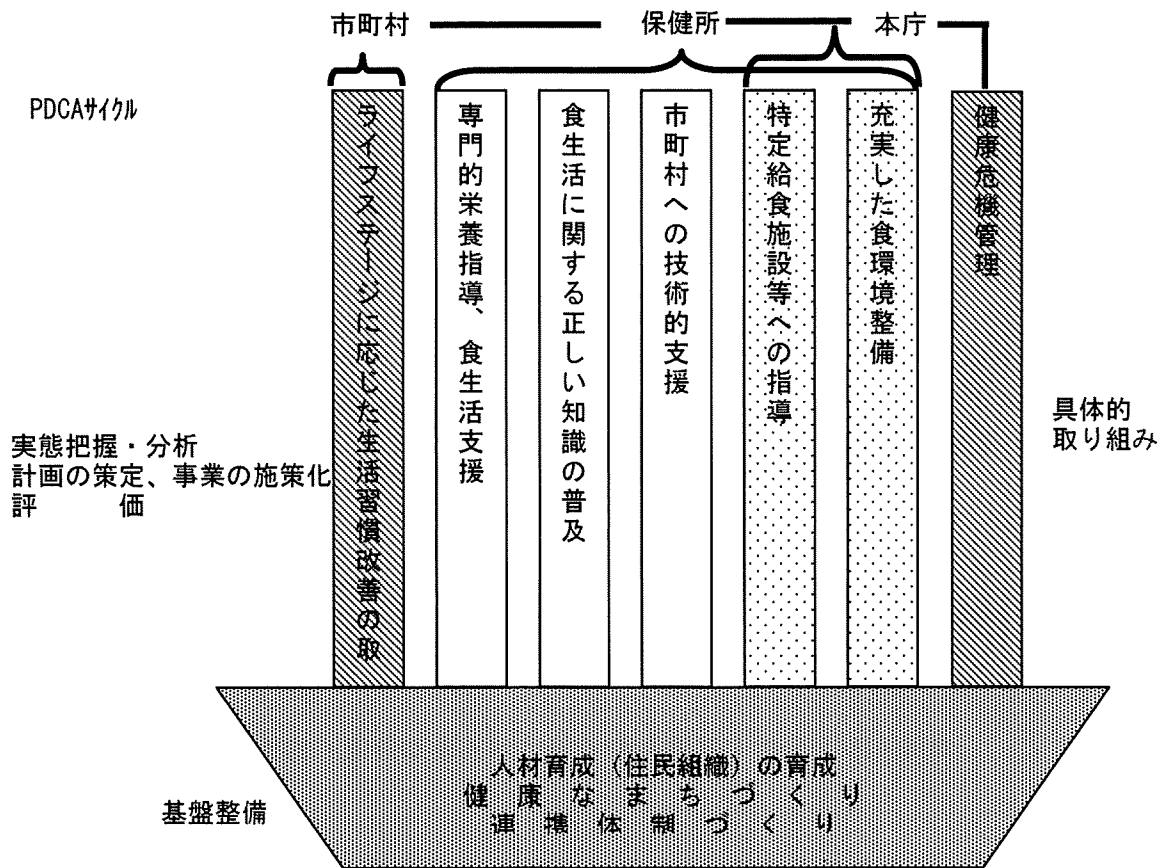 市町村
保健所
本庁
PDCAサイクル
ライフステージに応じた生活習慣改善の取
専門的栄養指導、食生活支援
食生活に関する正しい知識の普及
市町村への技術的支援
特定給食施設等への指導
充実した食環境整備
健康危機管理
実態把握・分析
計画の策定、事業の施策化
評　　価
具体的
取り組み
人材育成（住民組織）の育成
健康なまちづくり
連携体制づくり
基盤整備